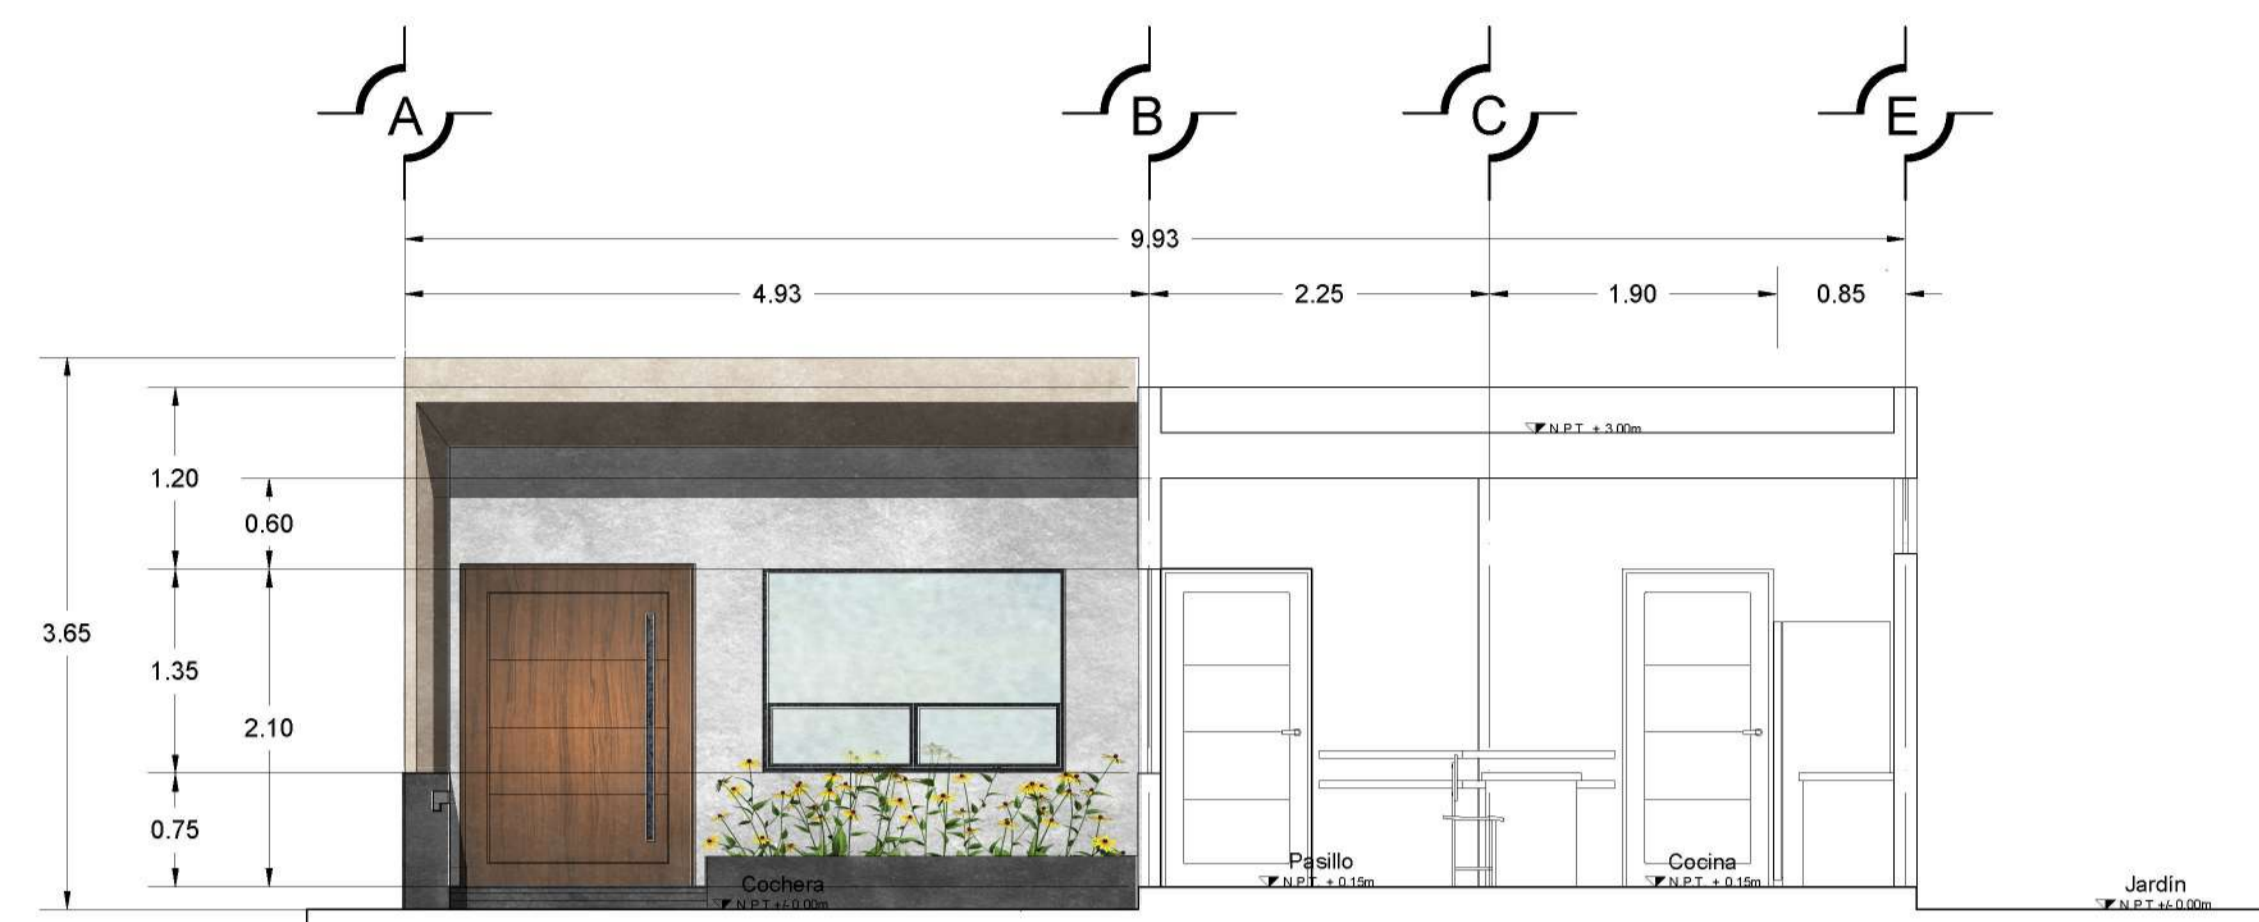 A B C E
9.93
4.93 2.25 1.90 0.85
N.P.T. + 3.00m
1.20
0.60
3.65
1.35
2.10
0.75
Pasillo
N.P.T. + 0.15m
Cocina
N.P.T. + 0.15m
Cochera
N.P.T +/- 0.00m
Jardín
N.P.T +/- 0.00m